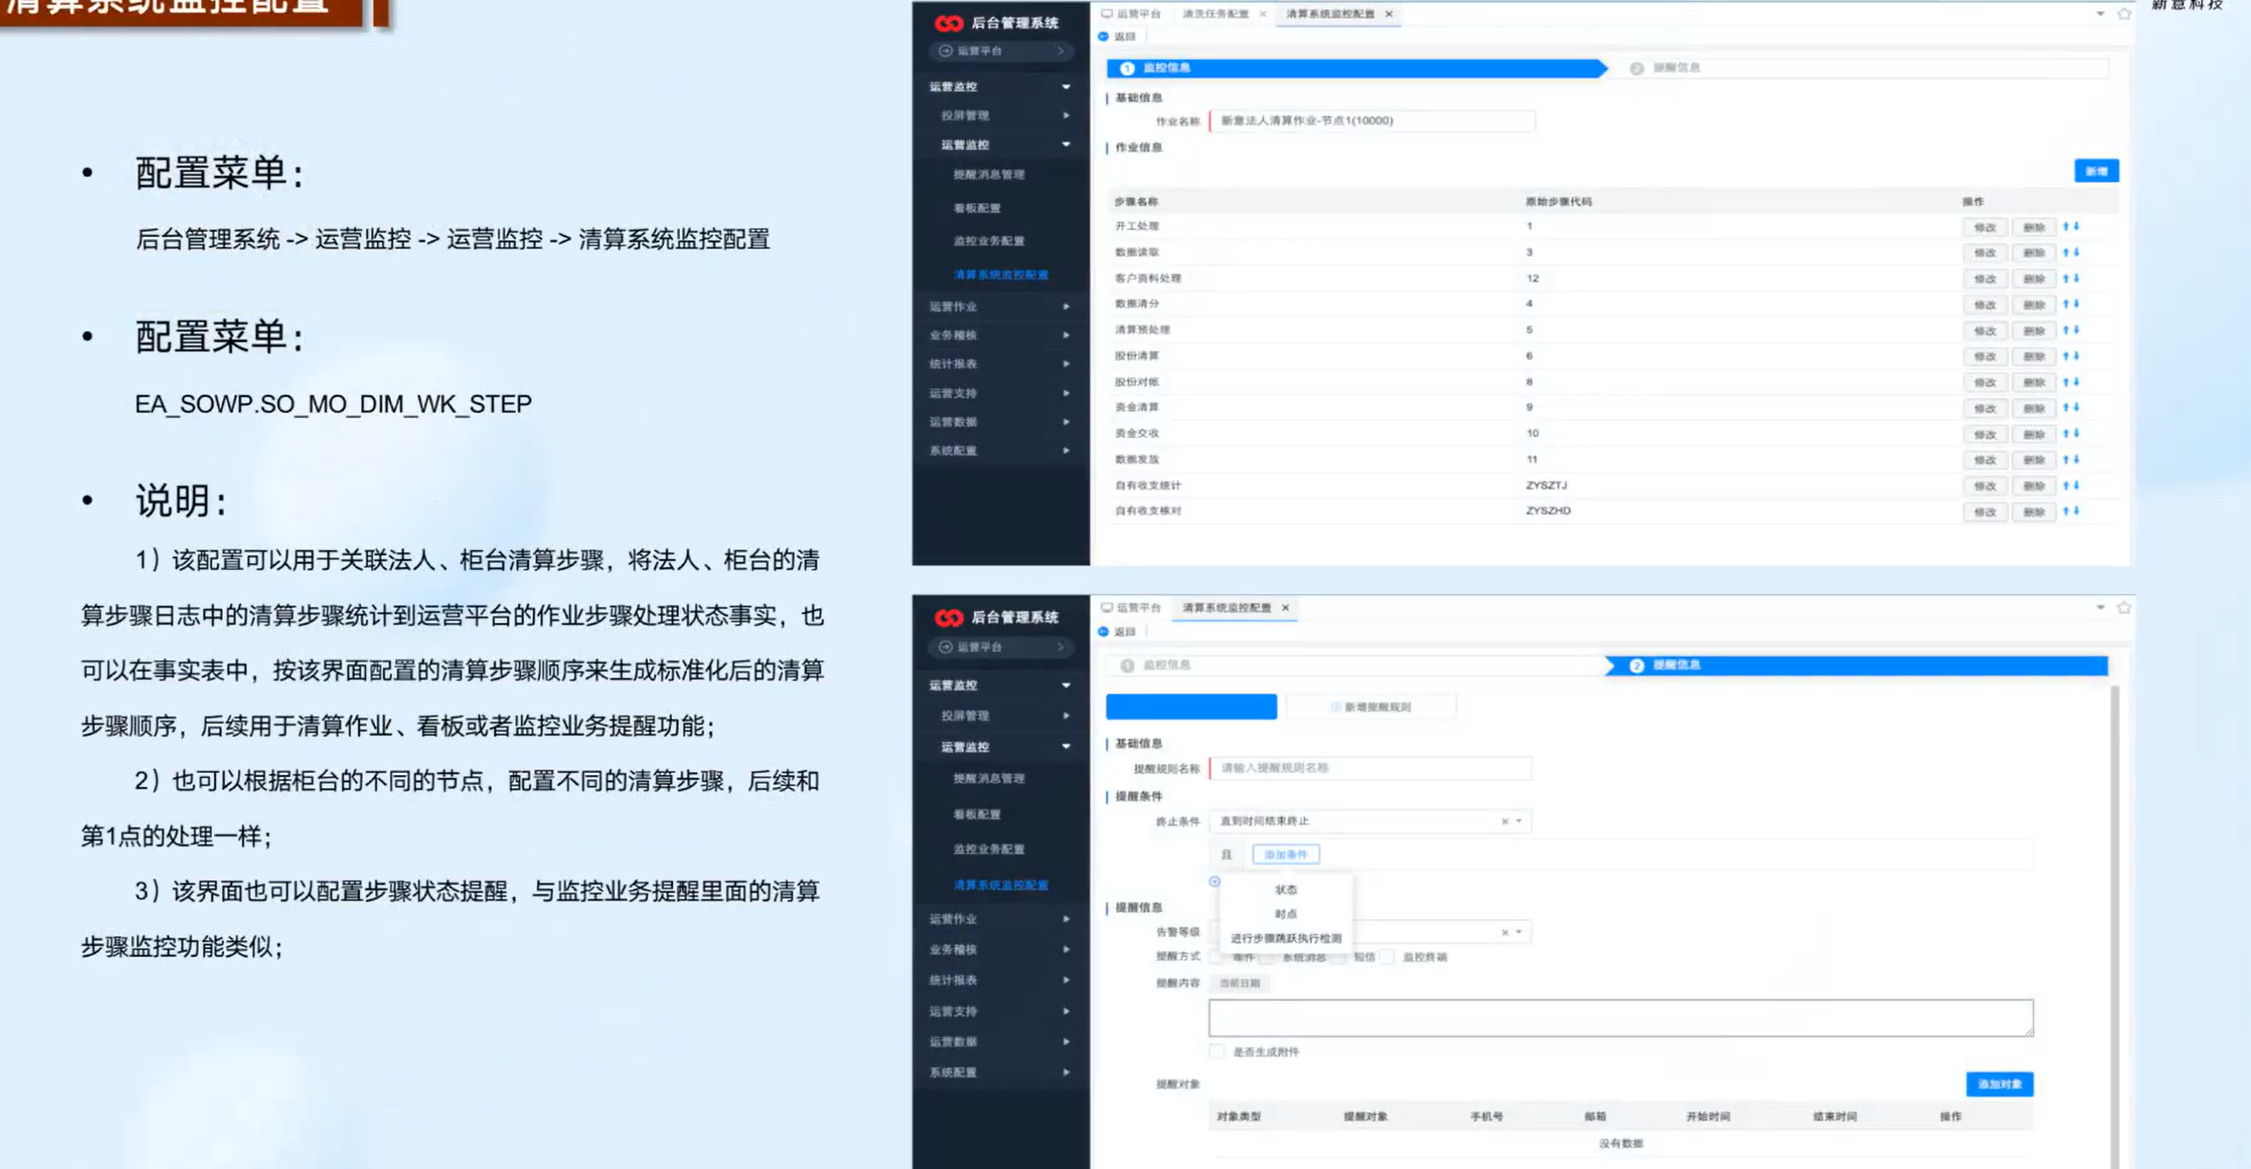 清算系统监控配置
新意科技
• 配置菜单：
后台管理系统 -> 运营监控 -> 运营监控 -> 清算系统监控配置
• 配置菜单：
EA_SOWP.SO_MO_DIM_WK_STEP
• 说明：
1）该配置可以用于关联法人、柜台清算步骤，将法人、柜台的清
算步骤日志中的清算步骤统计到运营平台的作业步骤处理状态事实，也
可以在事实表中，按该界面配置的清算步骤顺序来生成标准化后的清算
步骤顺序，后续用于清算作业、看板或者监控业务提醒功能；
2）也可以根据柜台的不同的节点，配置不同的清算步骤，后续和
第1点的处理一样；
3）该界面也可以配置步骤状态提醒，与监控业务提醒里面的清算
步骤监控功能类似；
后台管理系统
运营平台
运营监控
投屏管理
运营监控
提醒消息管理
看板配置
监控业务配置
清算系统监控配置
运营作业
业务稽核
统计报表
运营支持
运营数据
系统配置
运营平台 清洗任务配置 × 清算系统监控配置 ×
返回
1 监控信息 2 提醒信息
基础信息
作业名称 新意法人清算作业-节点1(10000)
作业信息
新增
步骤名称 原始步骤代码 操作
开工处理 1 修改 删除
数据读取 3 修改 删除
客户资料处理 12 修改 删除
数据清分 4 修改 删除
清算预处理 5 修改 删除
股份清算 6 修改 删除
股份对帐 8 修改 删除
资金清算 9 修改 删除
资金交收 10 修改 删除
数据发放 11 修改 删除
自有收支统计 ZYSZTJ 修改 删除
自有收支核对 ZYSZHD 修改 删除
后台管理系统
运营平台
运营监控
投屏管理
运营监控
提醒消息管理
看板配置
监控业务配置
清算系统监控配置
运营作业
业务稽核
统计报表
运营支持
运营数据
系统配置
运营平台 清算系统监控配置 ×
返回
1 监控信息 2 提醒信息
新增提醒规则
基础信息
提醒规则名称 请输入提醒规则名称
提醒条件
终止条件 直到时间结束终止
且 添加条件
状态
时点
进行步骤跳跃执行检测
提醒信息
告警等级
提醒方式 邮件 系统消息 短信 监控终端
提醒内容 当前日期
是否生成附件
提醒对象 添加对象
对象类型 提醒对象 手机号 邮箱 开始时间 结束时间 操作
没有数据